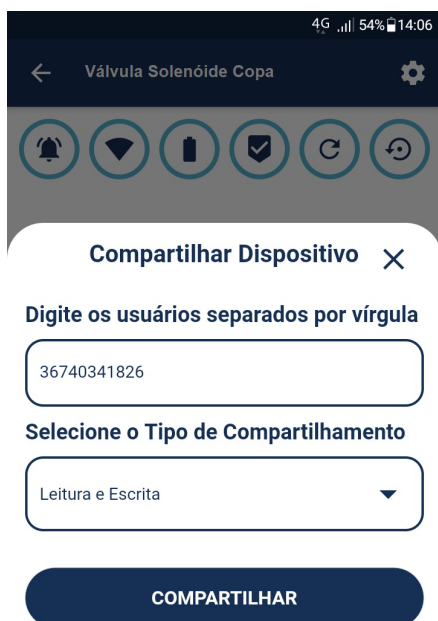 4G 54% 14:06
Válvula Solenóide Copa
Compartilhar Dispositivo
Digite os usuários separados por vírgula
36740341826
Selecione o Tipo de Compartilhamento
Leitura e Escrita
COMPARTILHAR